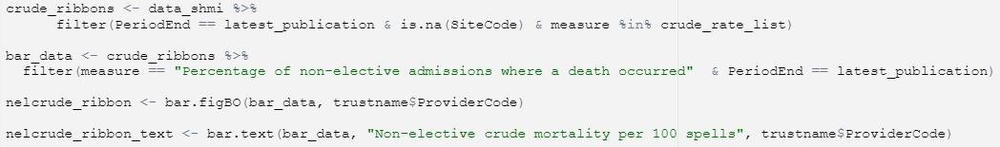 crude_ribbons <- data_shmi %>%
filter(PeriodEnd == latest_publication & is.na(SiteCode) & measure %in% crude_rate_list)
bar_data <- crude_ribbons %>%
filter(measure == "Percentage of non-elective admissions where a death occurred" & PeriodEnd == latest_publication)
nelcrude_ribbon <- bar.figBO(bar_data, trustname$ProviderCode)
nelcrude_ribbon_text <- bar.text(bar_data, "Non-elective crude mortality per 100 spells", trustname$ProviderCode)